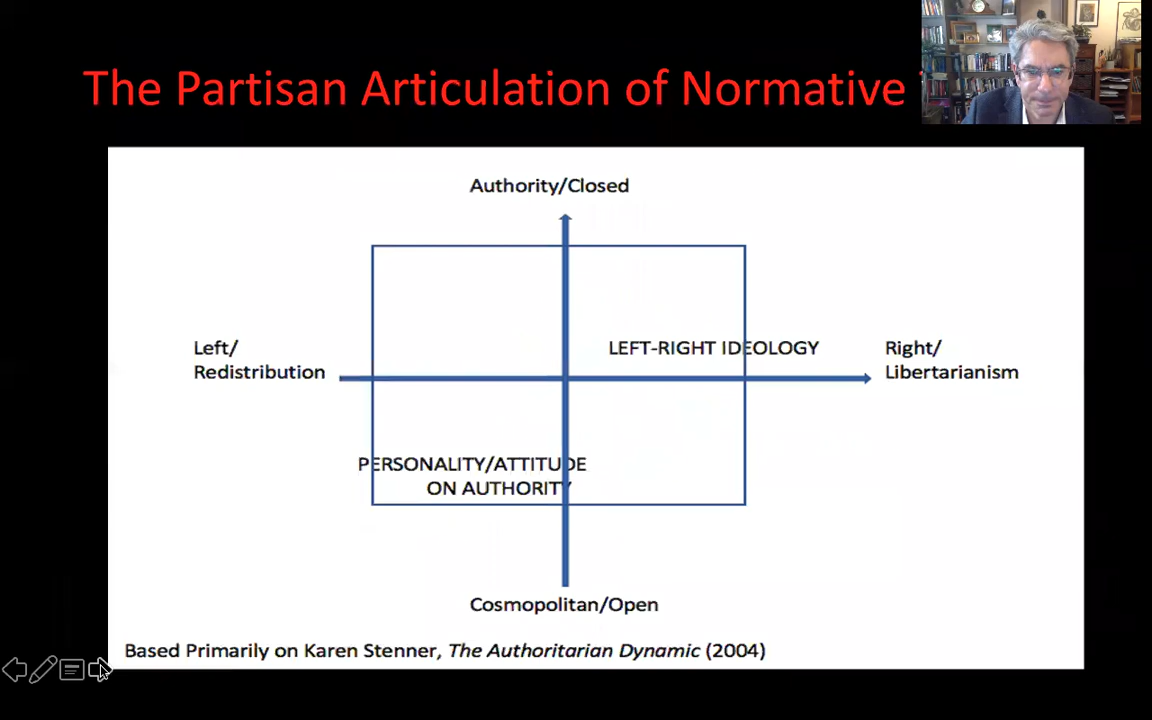 The Partisan Articulation of Normative
Authority/Closed
Left/
Redistribution
LEFT-RIGHT IDEOLOGY
Right/
Libertarianism
PERSONALITY/ATTITUDE
ON AUTHORITY
Cosmopolitan/Open
Based Primarily on Karen Stenner, The Authoritarian Dynamic (2004)